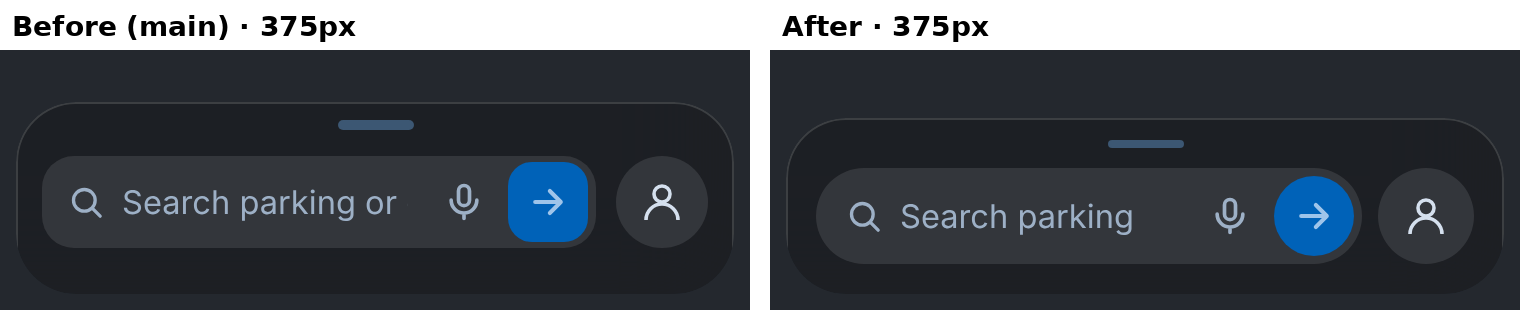 Before (main) · 375px
After · 375px
Search parking or
Search parking